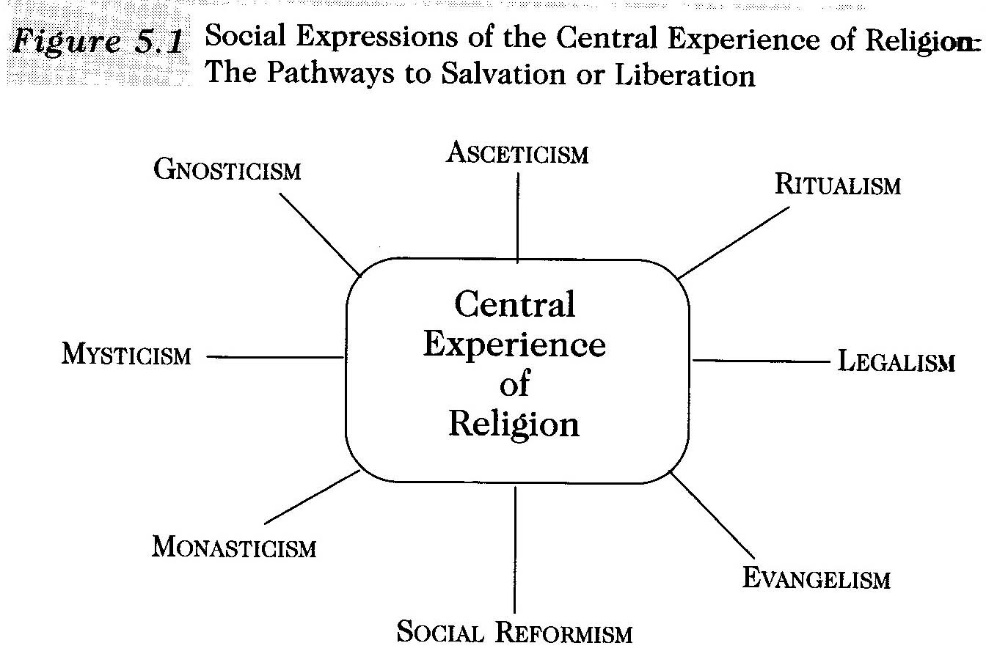 Figure 5.1 Social Expressions of the Central Experience of Religion:
The Pathways to Salvation or Liberation
ASCETICISM
GNOSTICISM
RITUALISM
Central
Experience
of
Religion
MYSTICISM
LEGALISM
MONASTICISM
EVANGELISM
SOCIAL REFORMISM